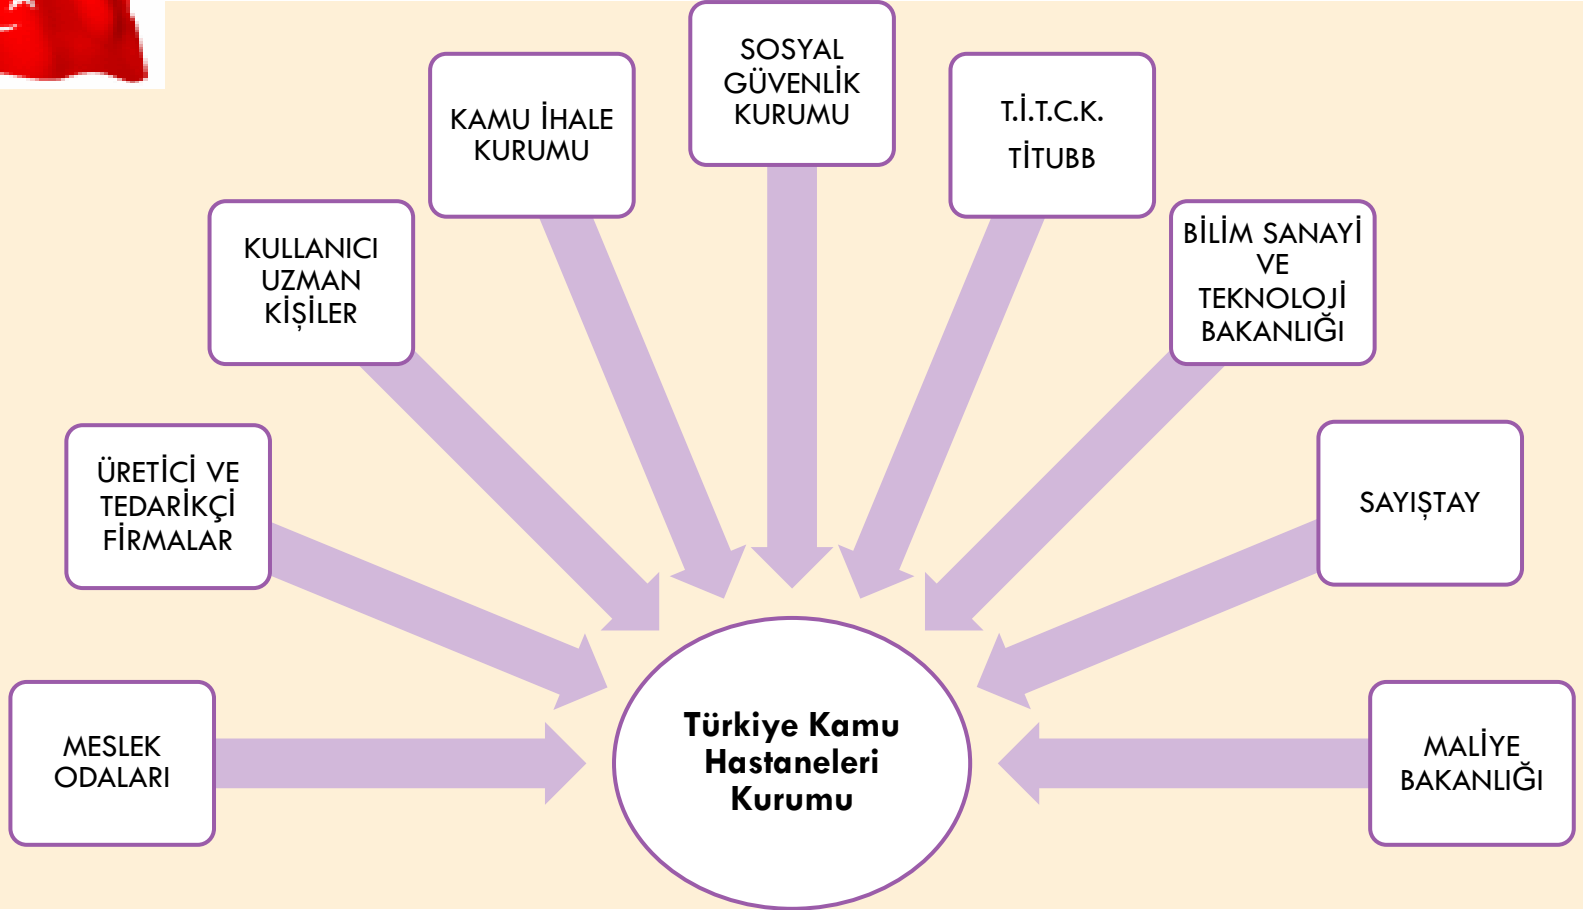 SOSYAL
GÜVENLİK
KURUMU
KAMU İHALE
KURUMU
T.İ.T.C.K.
TİTUBB
KULLANICI
UZMAN
KİŞİLER
BİLİM SANAYİ
VE
TEKNOLOJİ
BAKANLIĞI
ÜRETİCİ VE
TEDARİKÇİ
FİRMALAR
SAYIŞTAY
MESLEK
ODALARI
Türkiye Kamu
Hastaneleri
Kurumu
MALİYE
BAKANLIĞI